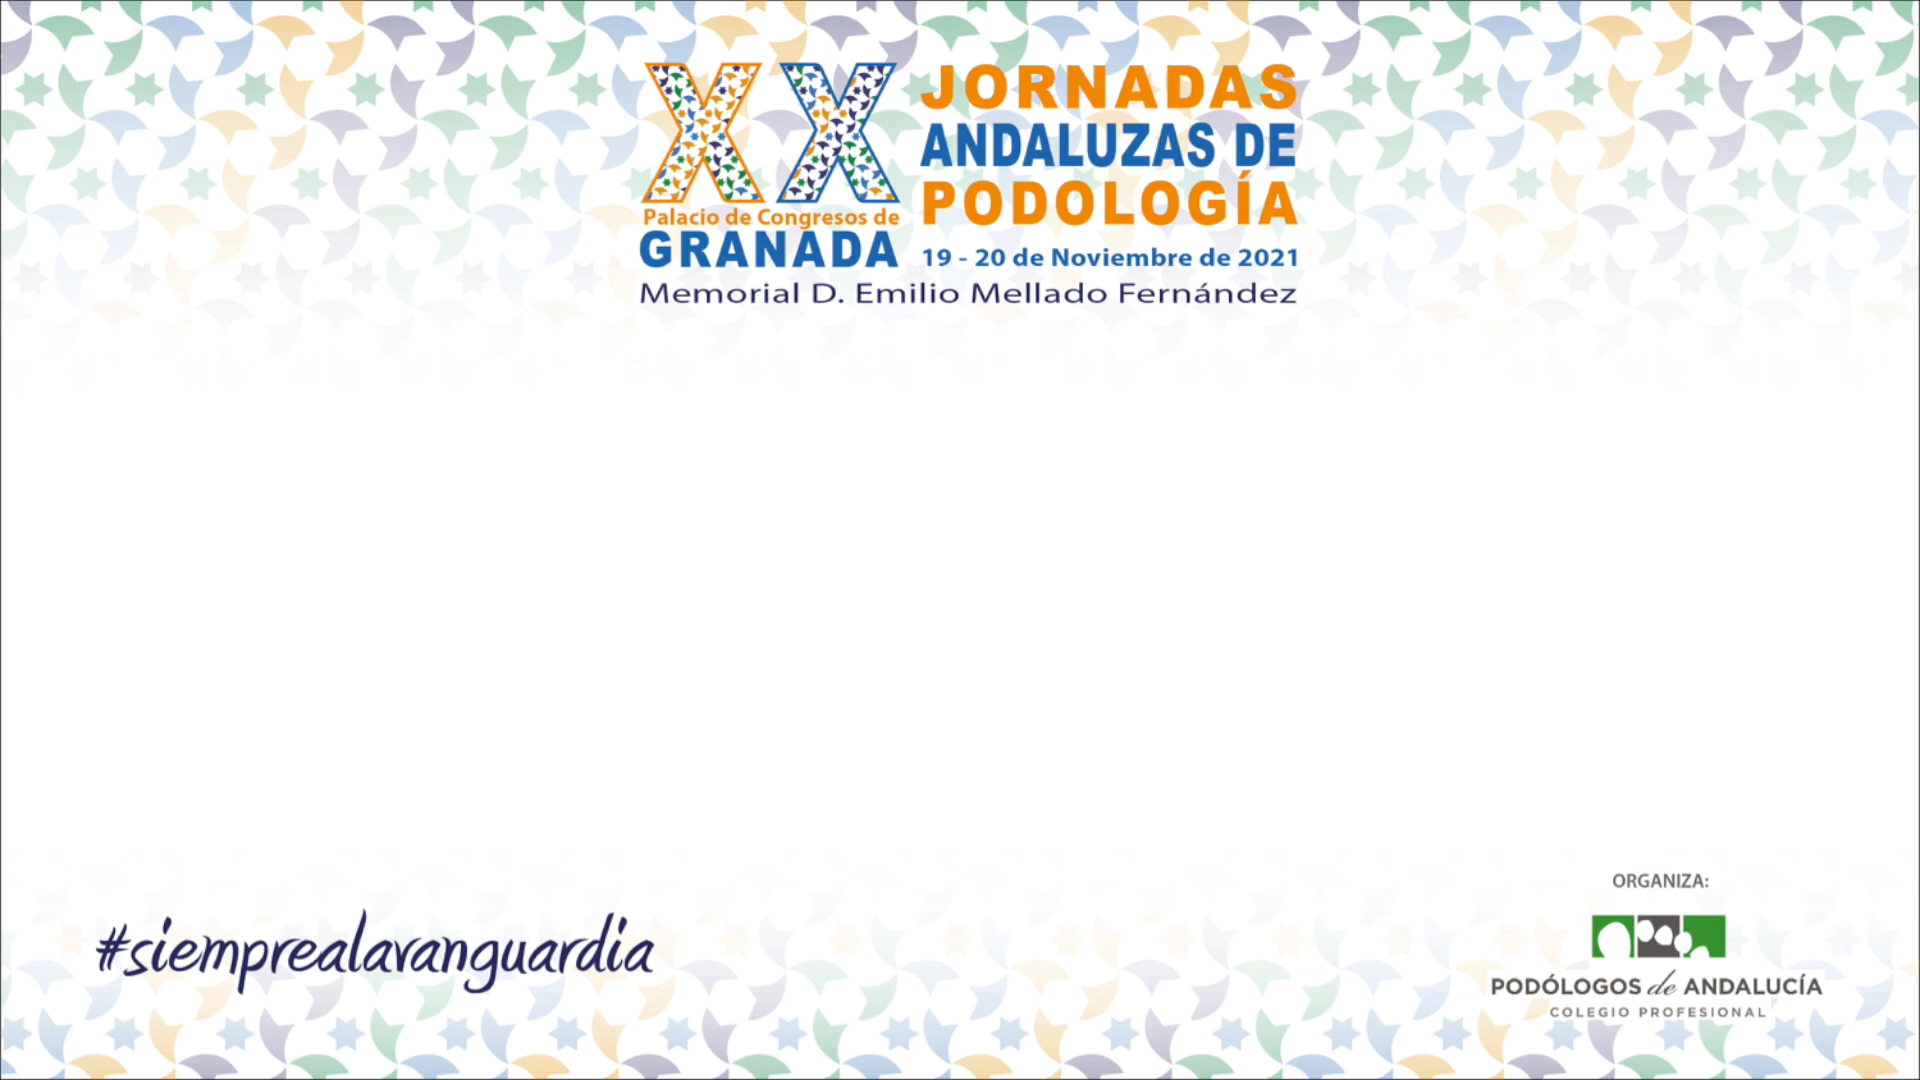 XX
JORNADAS
ANDALUZAS DE
PODOLOGÍA
Palacio de Congresos de
GRANADA
19 - 20 de Noviembre de 2021
Memorial D. Emilio Mellado Fernández
#siemprealavanguardia
ORGANIZA:
PODÓLOGOS de ANDALUCÍA
COLEGIO PROFESIONAL